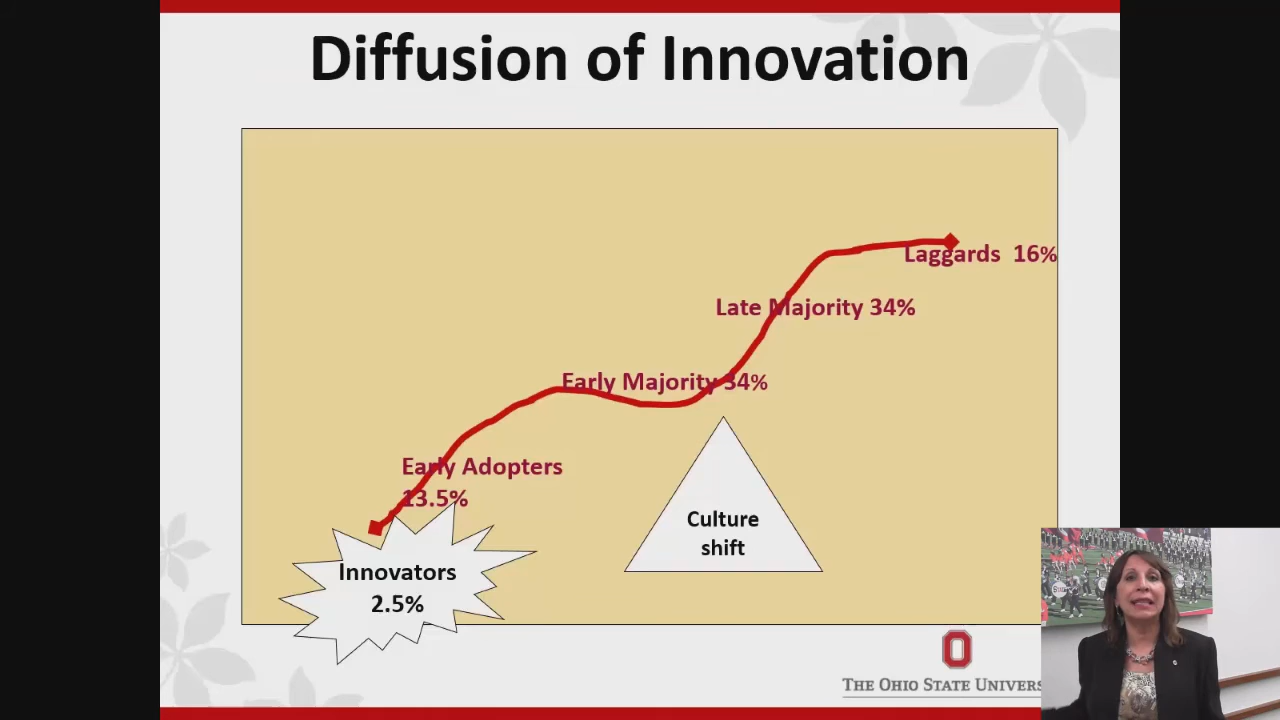 Diffusion of Innovation
Laggards 16%
Late Majority 34%
Early Majority 34%
Early Adopters
13.5%
Culture
shift
Innovators
2.5%
THE OHIO STATE UNIVERS